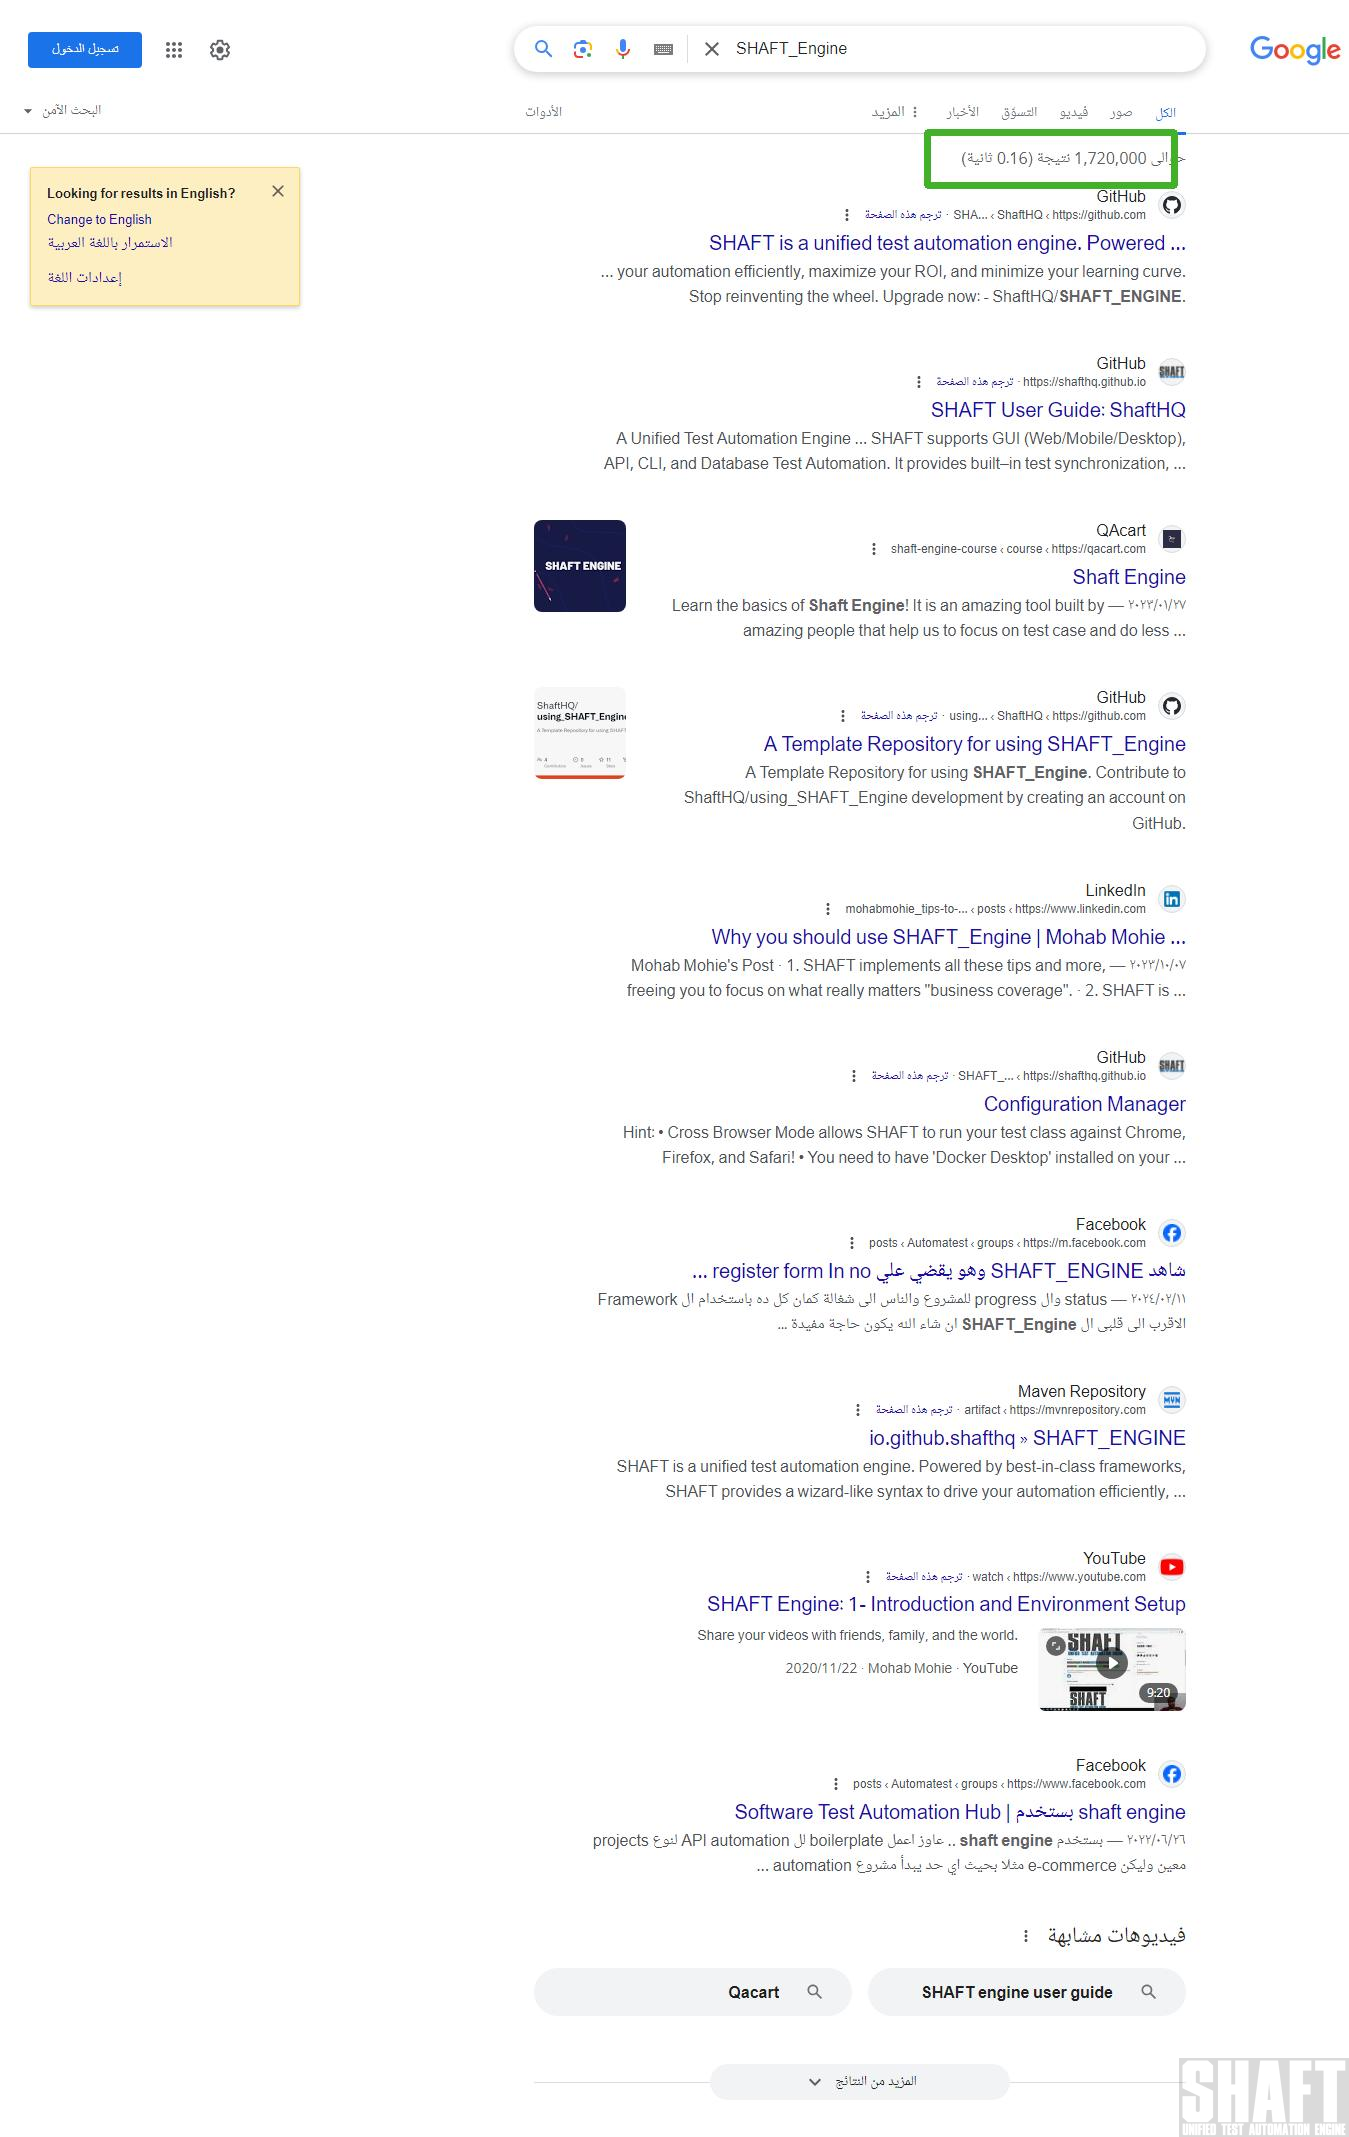 تسجيل الدخول
SHAFT_Engine
Google
الكل
صور
فيديو
التسوّق
الأخبار
المزيد
الأدوات
البحث الآمن
حوالى 1,720,000 نتيجة (0.16 ثانية)
Looking for results in English?
Change to English
الاستمرار باللغة العربية
إعدادات اللغة
GitHub
https://github.com › ShaftHQ › SHA... · ترجم هذه الصفحة
SHAFT is a unified test automation engine. Powered ...
... your automation efficiently, maximize your ROI, and minimize your learning curve.
Stop reinventing the wheel. Upgrade now: - ShaftHQ/SHAFT_ENGINE.
GitHub
https://shafthq.github.io · ترجم هذه الصفحة
SHAFT
SHAFT User Guide: ShaftHQ
A Unified Test Automation Engine ... SHAFT supports GUI (Web/Mobile/Desktop),
API, CLI, and Database Test Automation. It provides built–in test synchronization, ...
QAcart
https://qacart.com › course › shaft-engine-course
SHAFT ENGINE
Shaft Engine
٢٠٢٣/٠١/٢٧ — Learn the basics of Shaft Engine! It is an amazing tool built by
amazing people that help us to focus on test case and do less ...
GitHub
https://github.com › ShaftHQ › using... · ترجم هذه الصفحة
ShaftHQ/
using_SHAFT_Engine
A Template Repository for using SHAFT_Engine
A Template Repository for using SHAFT_Engine. Contribute to
ShaftHQ/using_SHAFT_Engine development by creating an account on
GitHub.
LinkedIn
https://www.linkedin.com › posts › mohabmohie_tips-to-...
Why you should use SHAFT_Engine | Mohab Mohie ...
٢٠٢٣/١٠/٠٧ — Mohab Mohie's Post · 1. SHAFT implements all these tips and more,
freeing you to focus on what really matters "business coverage". · 2. SHAFT is ...
GitHub
https://shafthq.github.io › SHAFT_... · ترجم هذه الصفحة
SHAFT
Configuration Manager
Hint: • Cross Browser Mode allows SHAFT to run your test class against Chrome,
Firefox, and Safari! • You need to have 'Docker Desktop' installed on your ...
Facebook
https://m.facebook.com › groups › Automatest › posts
شاهد SHAFT_ENGINE وهو يقضي علي register form In no ...
٢٠٢٤/٠٢/١١ — status وال progress للمشروع والناس الى شغالة كمان كل ده باستخدام ال Framework
الاقرب الى قلبى ال SHAFT_Engine ان شاء الله يكون حاجة مفيدة ...
Maven Repository
https://mvnrepository.com › artifact · ترجم هذه الصفحة
MVN
io.github.shafthq » SHAFT_ENGINE
SHAFT is a unified test automation engine. Powered by best-in-class frameworks,
SHAFT provides a wizard-like syntax to drive your automation efficiently, ...
YouTube
https://www.youtube.com › watch · ترجم هذه الصفحة
SHAFT Engine: 1- Introduction and Environment Setup
SHAFT
9:20
Share your videos with friends, family, and the world.
YouTube · Mohab Mohie · 2020/11/22
Facebook
https://www.facebook.com › groups › Automatest › posts
Software Test Automation Hub | بستخدم shaft engine
٢٠٢٢/٠٦/٢٦ — بستخدم shaft engine .. عاوز اعمل boilerplate لل API automation لنوع projects
معين وليكن e-commerce مثلا بحيث اي حد يبدأ مشروع automation ...
فيديوهات مشابهة
SHAFT engine user guide
Qacart
المزيد من النتائج
SHAFT
UNIFIED TEST AUTOMATION ENGINE